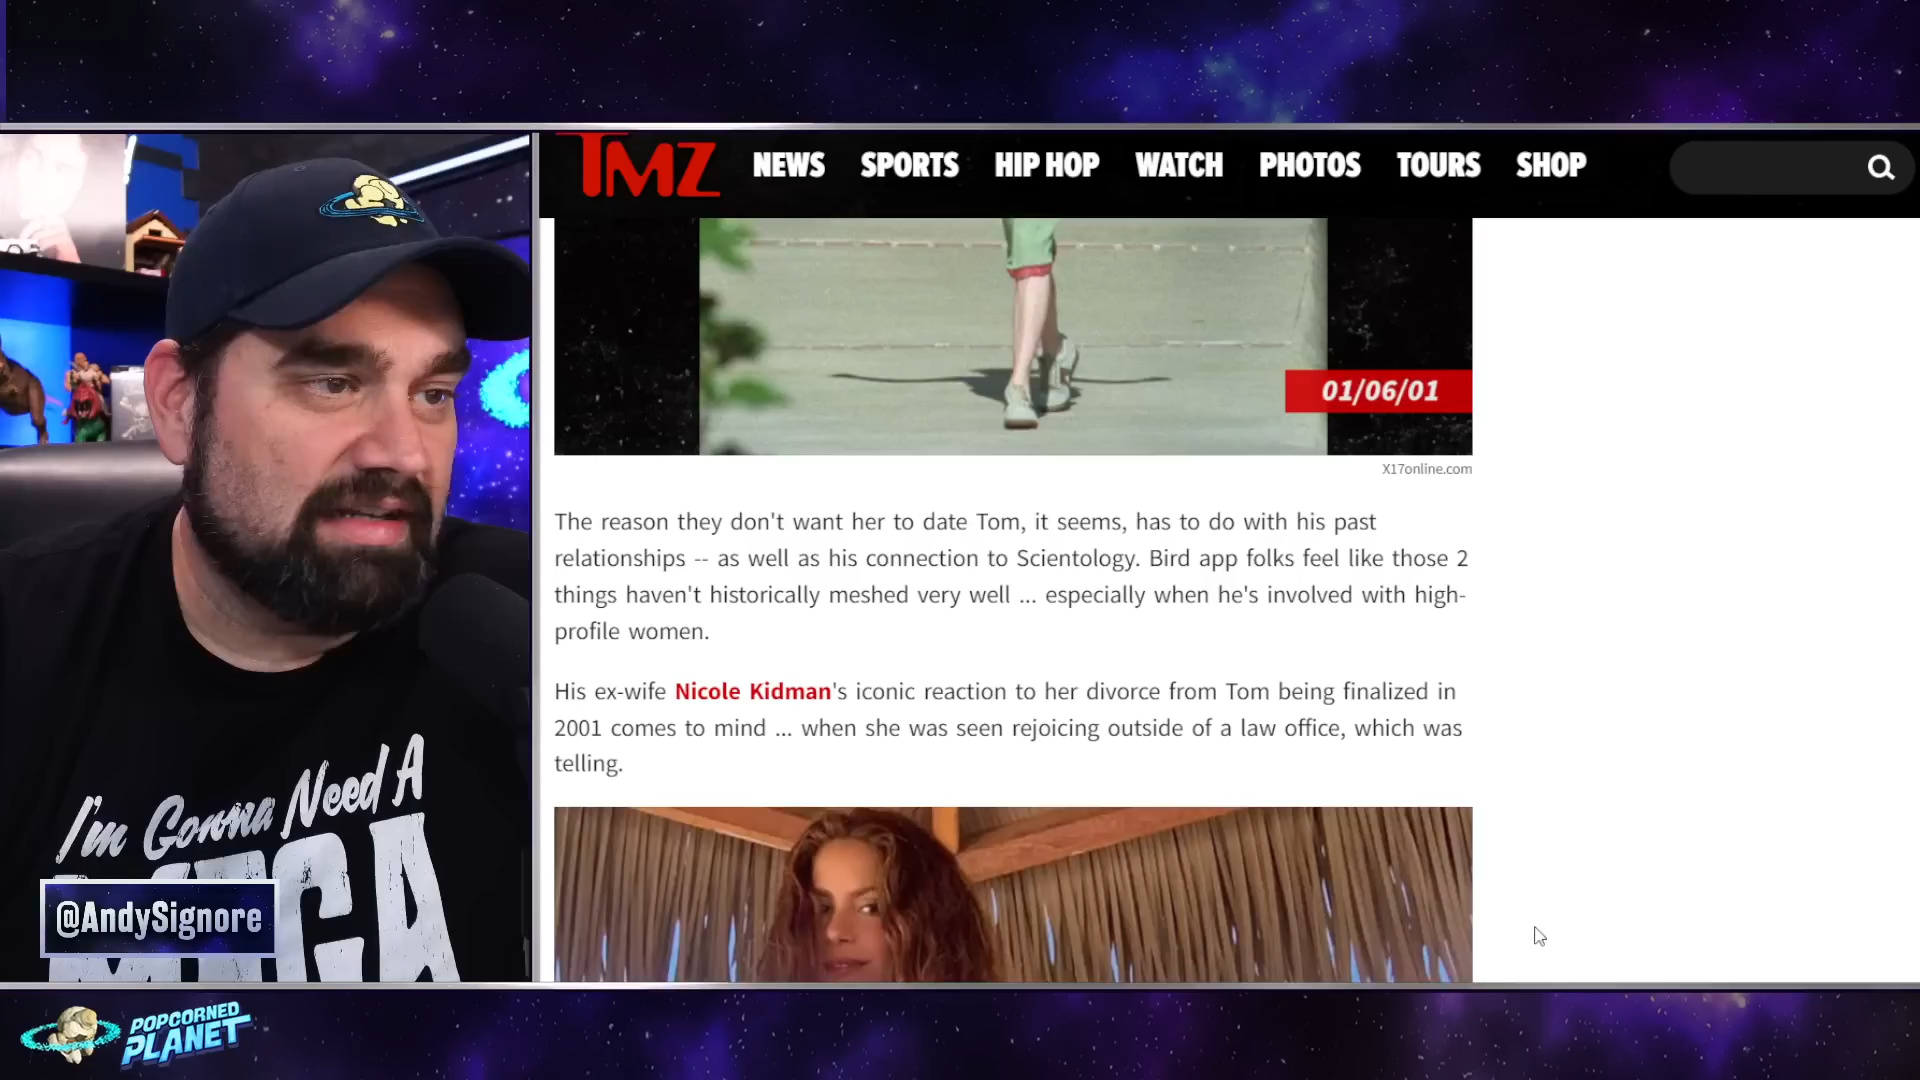 TMZ
NEWS SPORTS HIP HOP WATCH PHOTOS TOURS SHOP
01/06/01
X17online.com
The reason they don't want her to date Tom, it seems, has to do with his past
relationships -- as well as his connection to Scientology. Bird app folks feel like those 2
things haven't historically meshed very well ... especially when he's involved with high-
profile women.
His ex-wife Nicole Kidman's iconic reaction to her divorce from Tom being finalized in
2001 comes to mind ... when she was seen rejoicing outside of a law office, which was
telling.
I'm Gonna Need A
@AndySignore
POPCORNED
PLANET